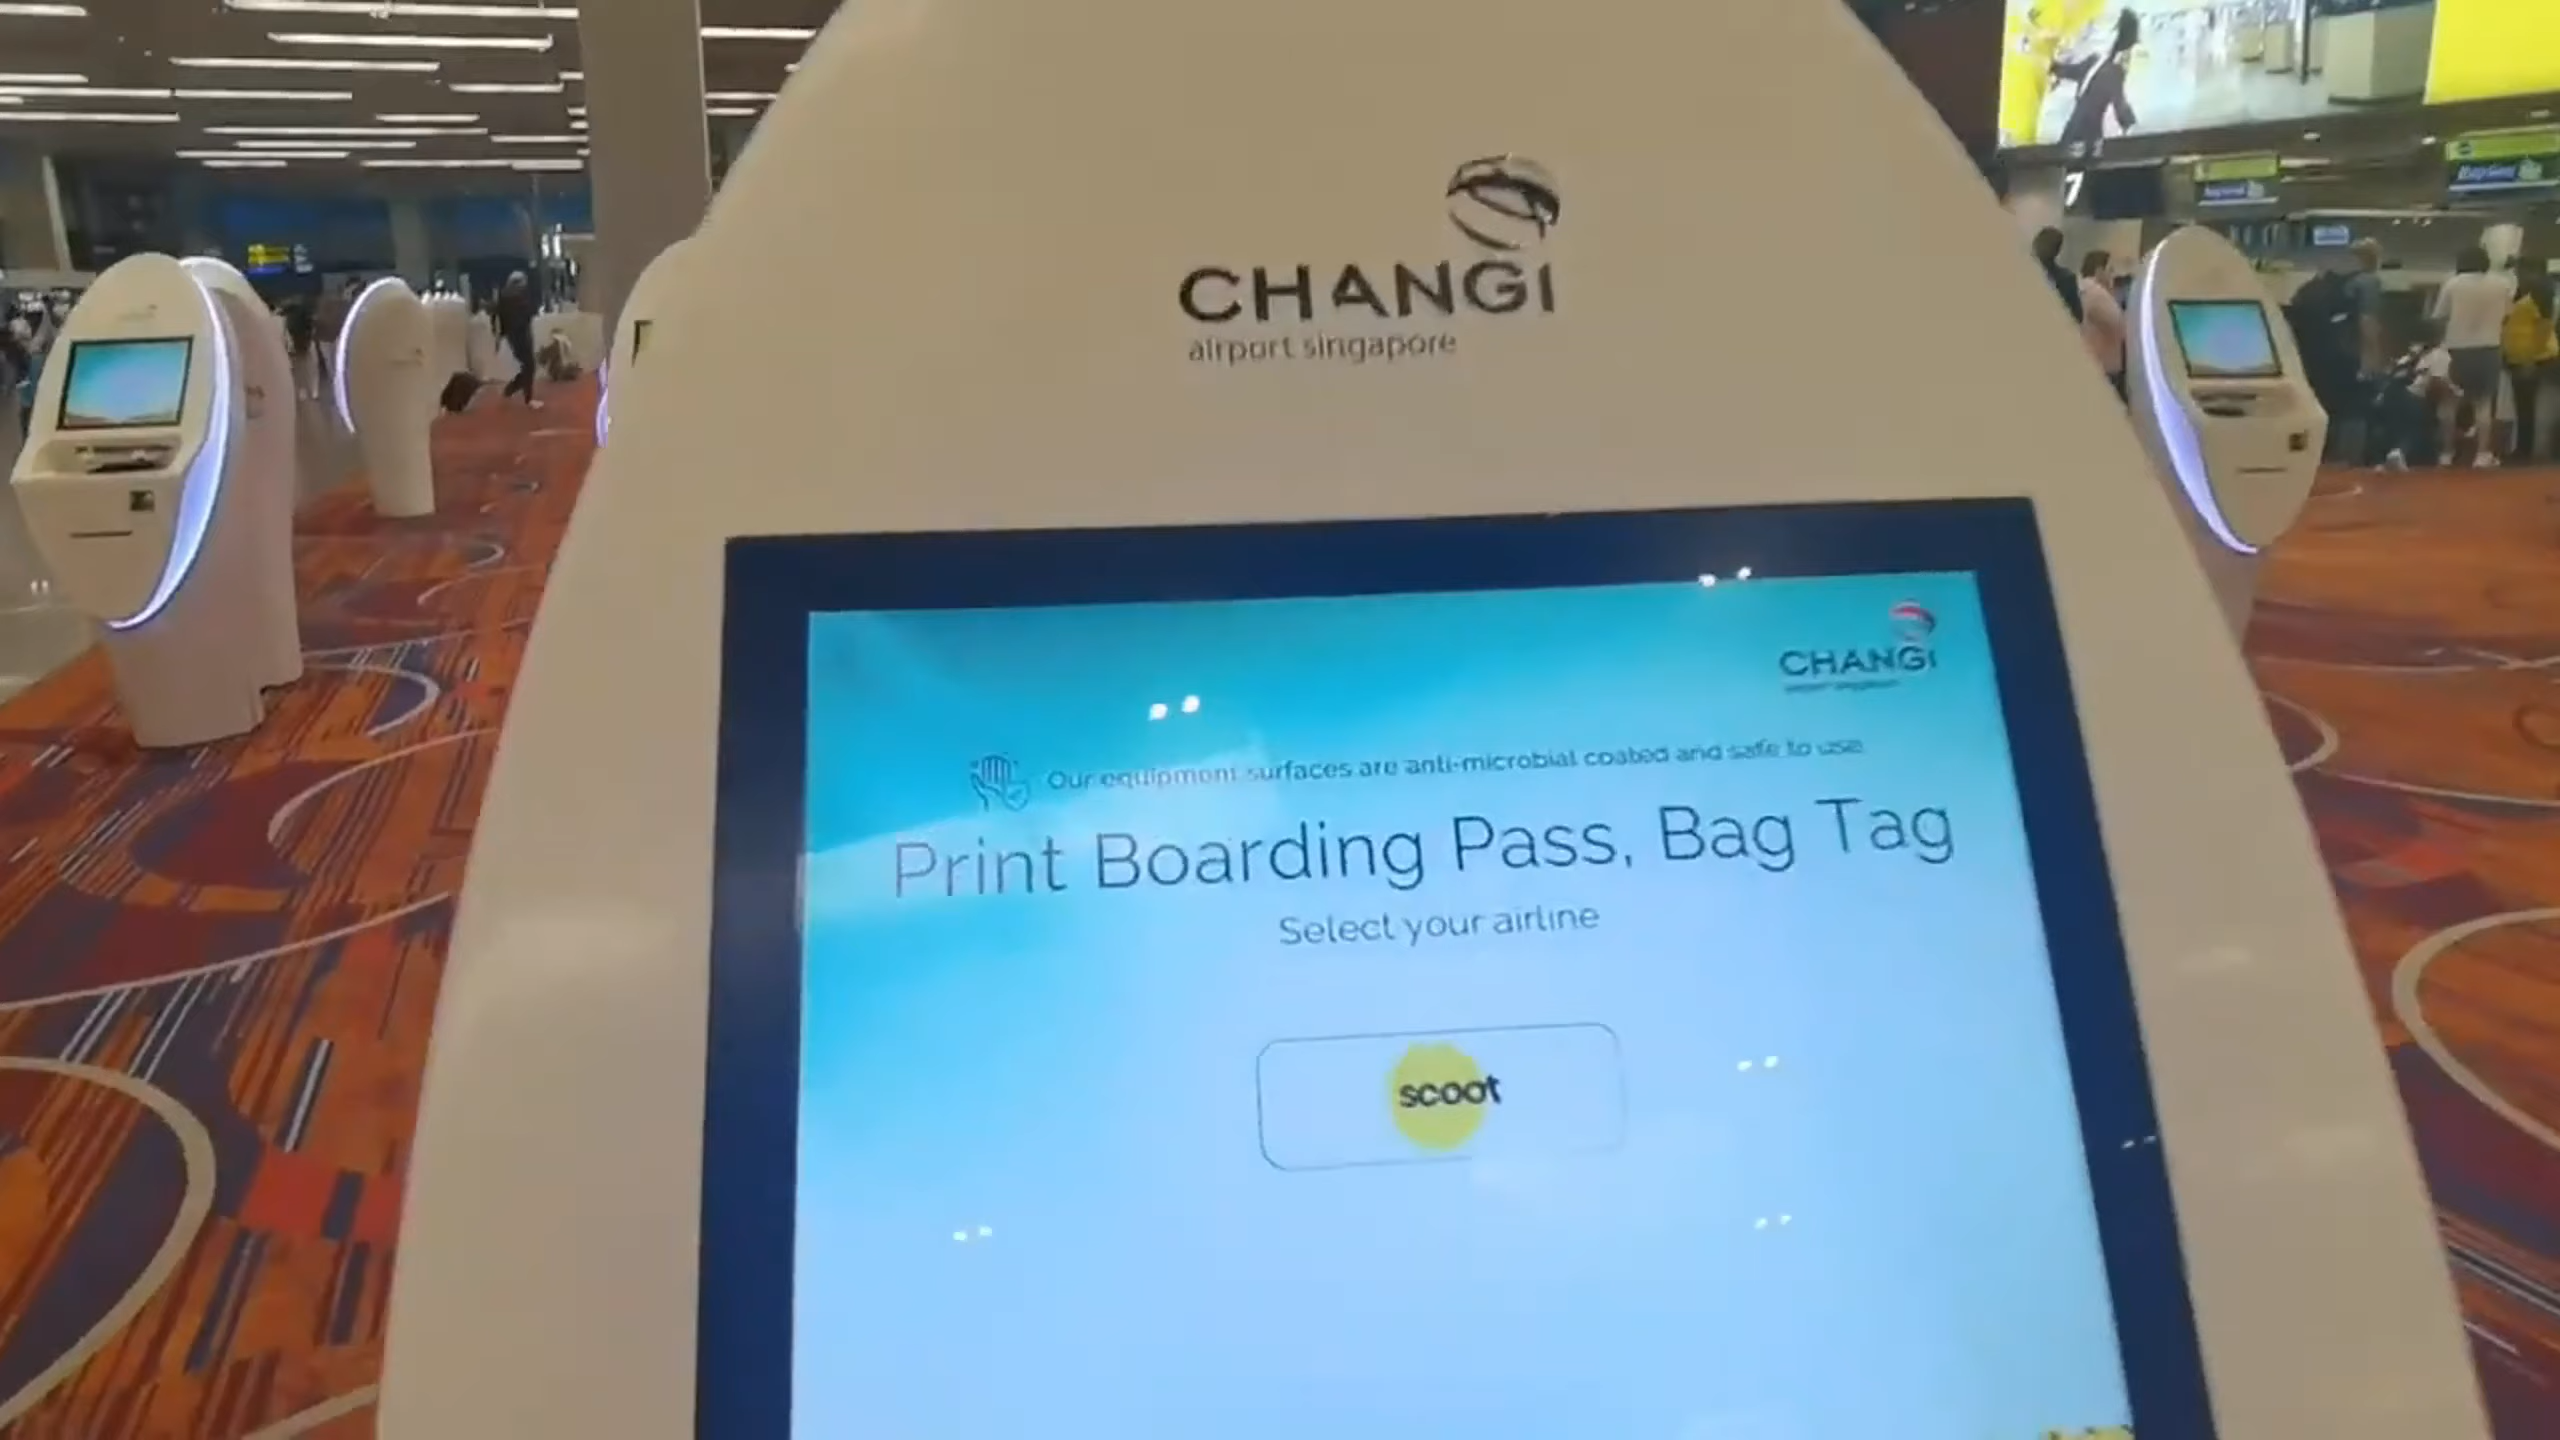 CHANGI
airport singapore
CHANGI
Our equipment surfaces are anti-microbial coated and safe to use
Print Boarding Pass, Bag Tag
Select your airline
scoot
7